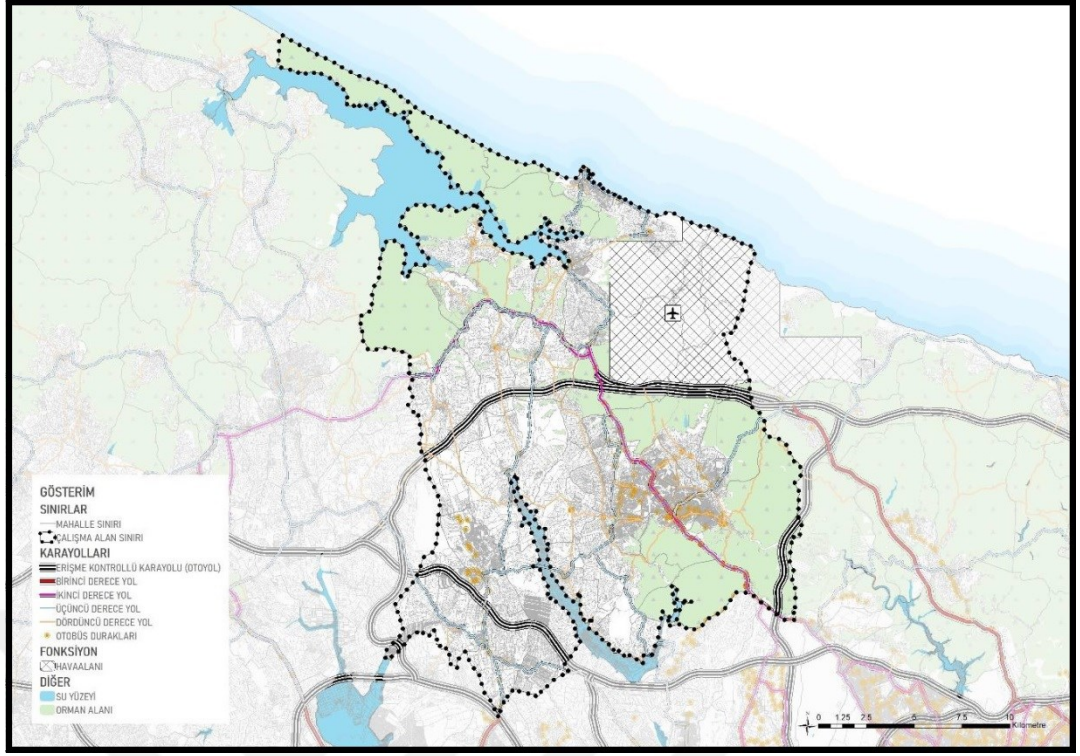 GÖSTERİM
SINIRLAR
MAHALLE SINIRI
ÇALIŞMA ALAN SINIRI
KARAYOLLARI
ERİŞME KONTROLLÜ KARAYOLU (OTOYOL)
BİRİNCİ DERECE YOL
İKİNCİ DERECE YOL
ÜÇÜNCÜ DERECE YOL
DÖRDÜNCÜ DERECE YOL
OTOBÜS DURAKLARI
FONKSİYON
HAVAALANI
DİĞER
SU YÜZEYİ
ORMAN ALANI
N
0 1.25 2.5 5 7.5 10
Kilometre